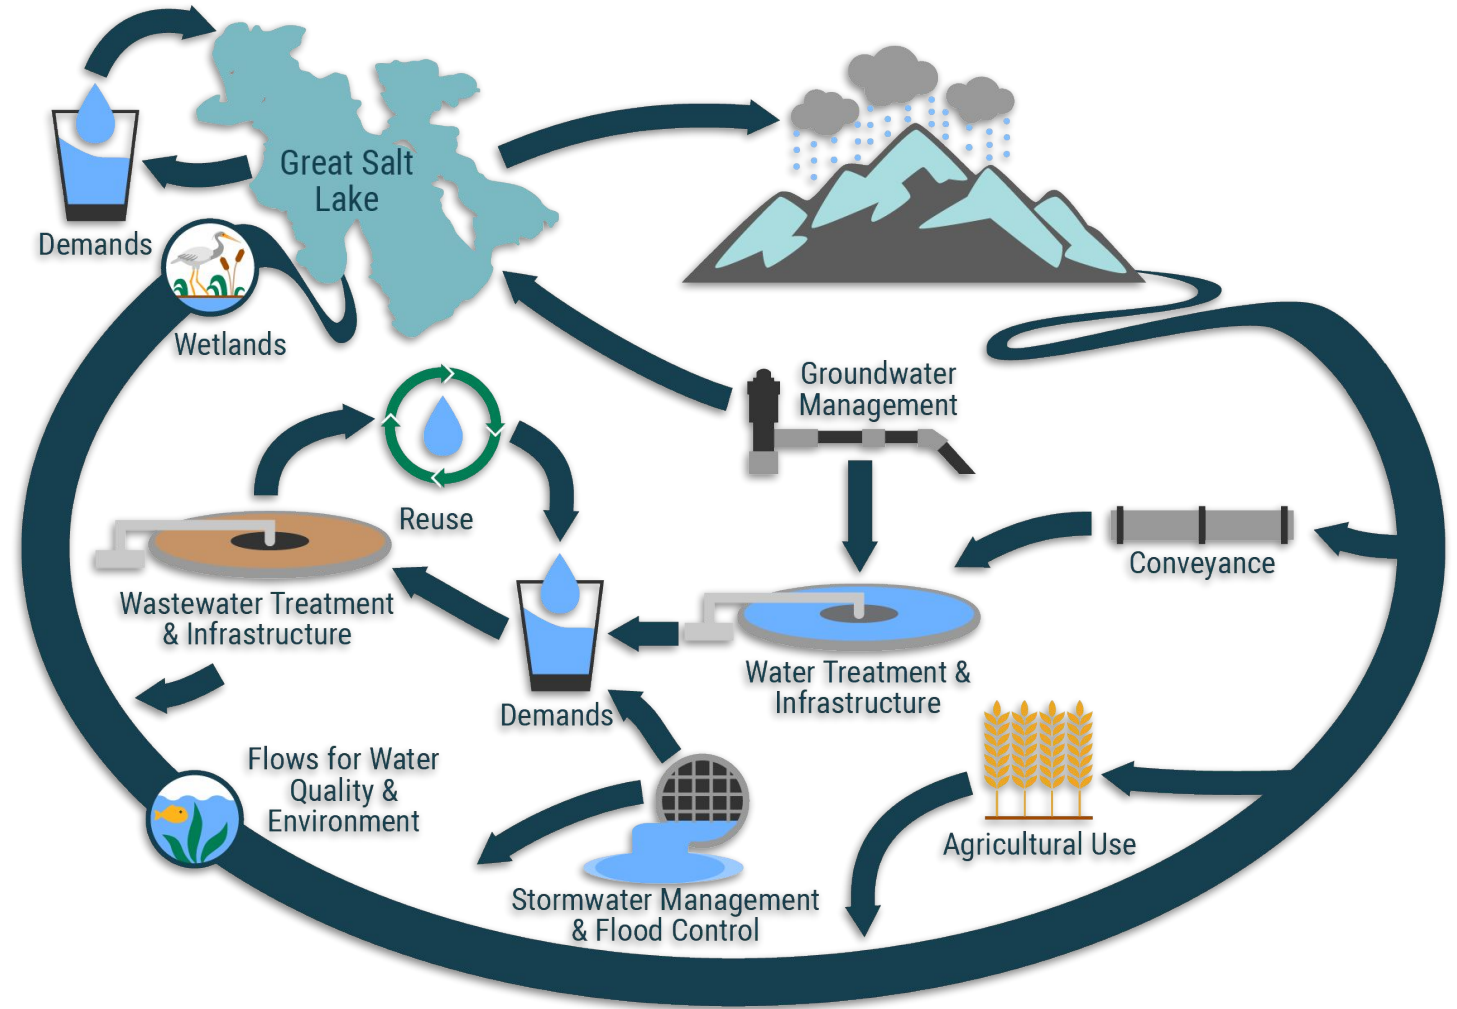 Great Salt
Lake
Demands
Wetlands
Groundwater
Management
Reuse
Conveyance
Wastewater Treatment
& Infrastructure
Water Treatment &
Infrastructure
Demands
Flows for Water
Quality &
Environment
Agricultural Use
Stormwater Management
& Flood Control